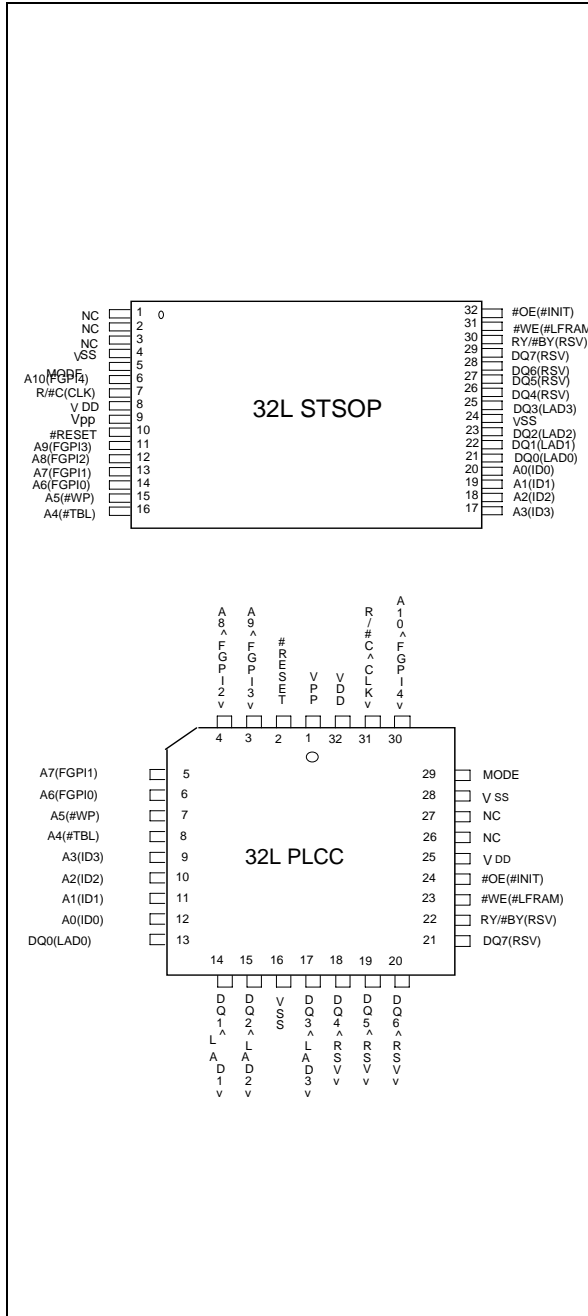 NC 1
NC 2
NC 3
VSS 4
MODE 5
A10(FGPI4) 6
R/#C(CLK) 7
V DD 8
Vpp 9
#RESET 10
A9(FGPI3) 11
A8(FGPI2) 12
A7(FGPI1) 13
A6(FGPI0) 14
A5(#WP) 15
A4(#TBL) 16
32L STSOP
32 #OE(#INIT)
31 #WE(#LFRAM)
30 RY/#BY(RSV)
29 DQ7(RSV)
28 DQ6(RSV)
27 DQ5(RSV)
26 DQ4(RSV)
25 DQ3(LAD3)
24 VSS
23 DQ2(LAD2)
22 DQ1(LAD1)
21 DQ0(LAD0)
20 A0(ID0)
19 A1(ID1)
18 A2(ID2)
17 A3(ID3)
A8^FGPI2v
A9^FGPI3v
#RESET
VPP
VDD
R/#C^CLKv
A10^FGPI4v
4 3 2 1 32 31 30
A7(FGPI1) 5
A6(FGPI0) 6
A5(#WP) 7
A4(#TBL) 8
A3(ID3) 9
A2(ID2) 10
A1(ID1) 11
A0(ID0) 12
DQ0(LAD0) 13
32L PLCC
29 MODE
28 V SS
27 NC
26 NC
25 V DD
24 #OE(#INIT)
23 #WE(#LFRAM)
22 RY/#BY(RSV)
21 DQ7(RSV)
14 15 16 17 18 19 20
DQ1^LAD1v
DQ2^LAD2v
VSS
DQ3^LAD3v
DQ4^RSVv
DQ5^RSVv
DQ6^RSVv